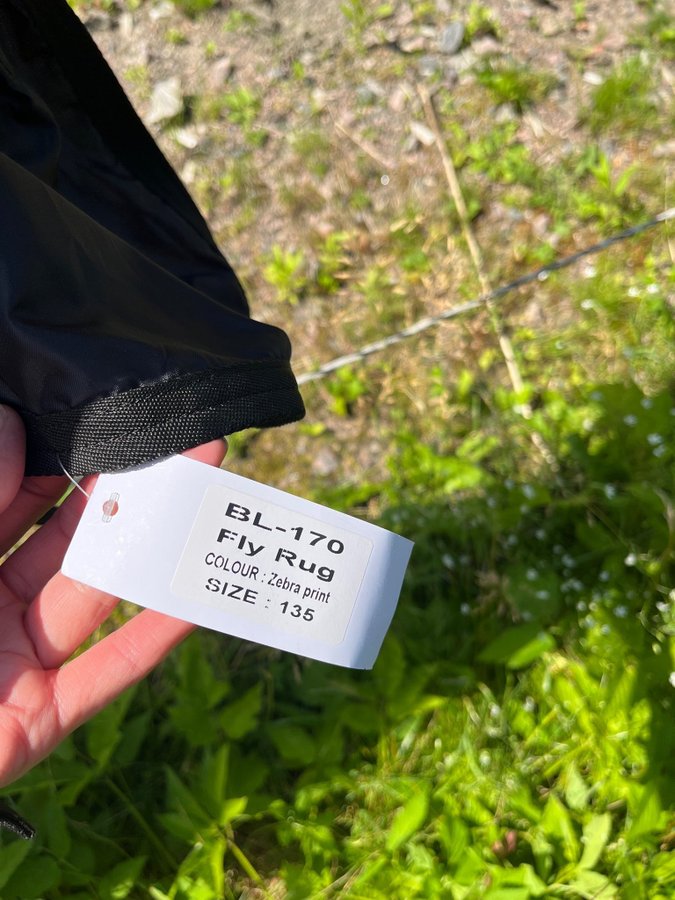 BL-170
Fly Rug
COLOUR : Zebra print
SIZE : 135